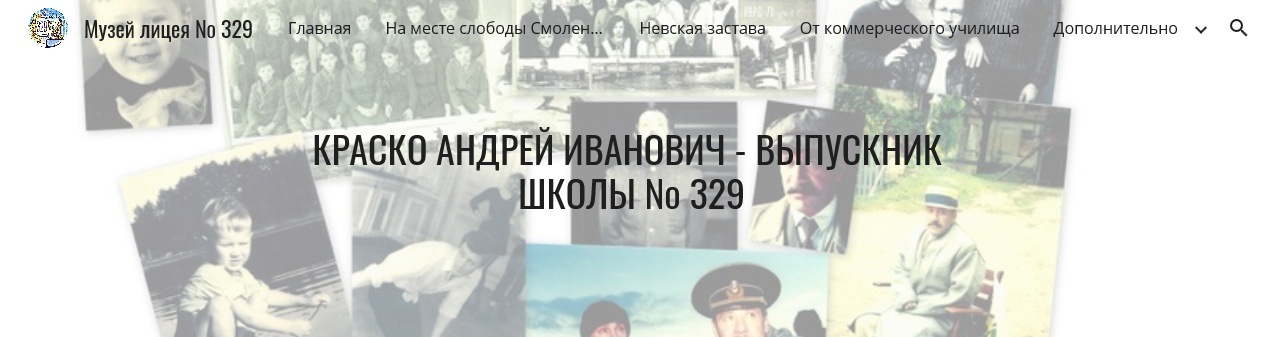 Музей лицея № 329
Главная
На месте слободы Смолен...
Невская застава
От коммерческого училища
Дополнительно
КРАСКО АНДРЕЙ ИВАНОВИЧ - ВЫПУСКНИК
ШКОЛЫ № 329